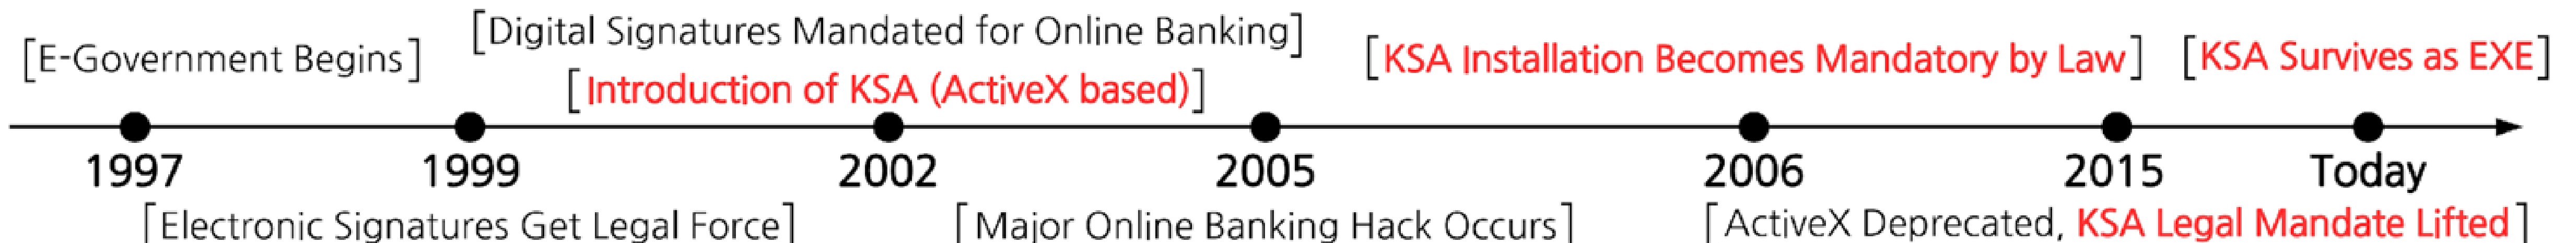 [Digital Signatures Mandated for Online Banking]
[E-Government Begins]
[KSA Installation Becomes Mandatory by Law]
[KSA Survives as EXE]
[Introduction of KSA (ActiveX based)]
1997
1999
2002
2005
2006
2015
Today
[Electronic Signatures Get Legal Force]
[Major Online Banking Hack Occurs]
[ActiveX Deprecated, KSA Legal Mandate Lifted]